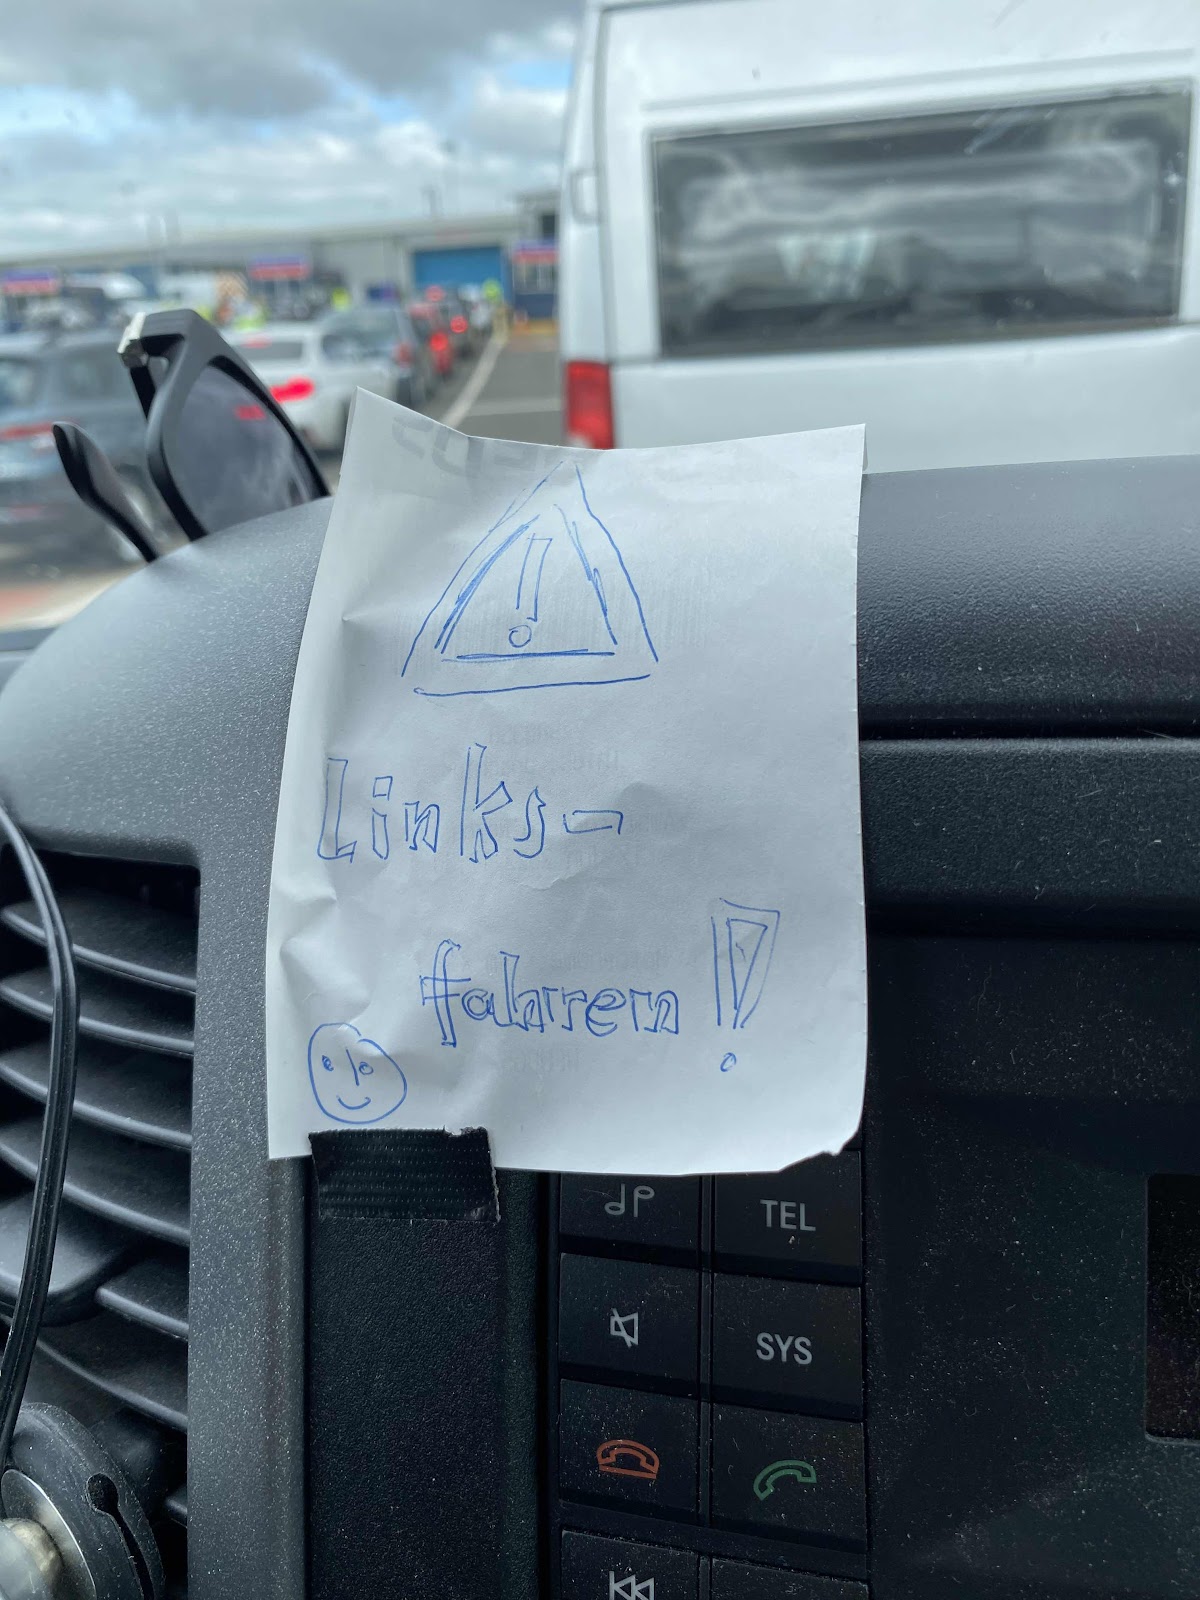 !
Links-
fahren!
TEL
SYS